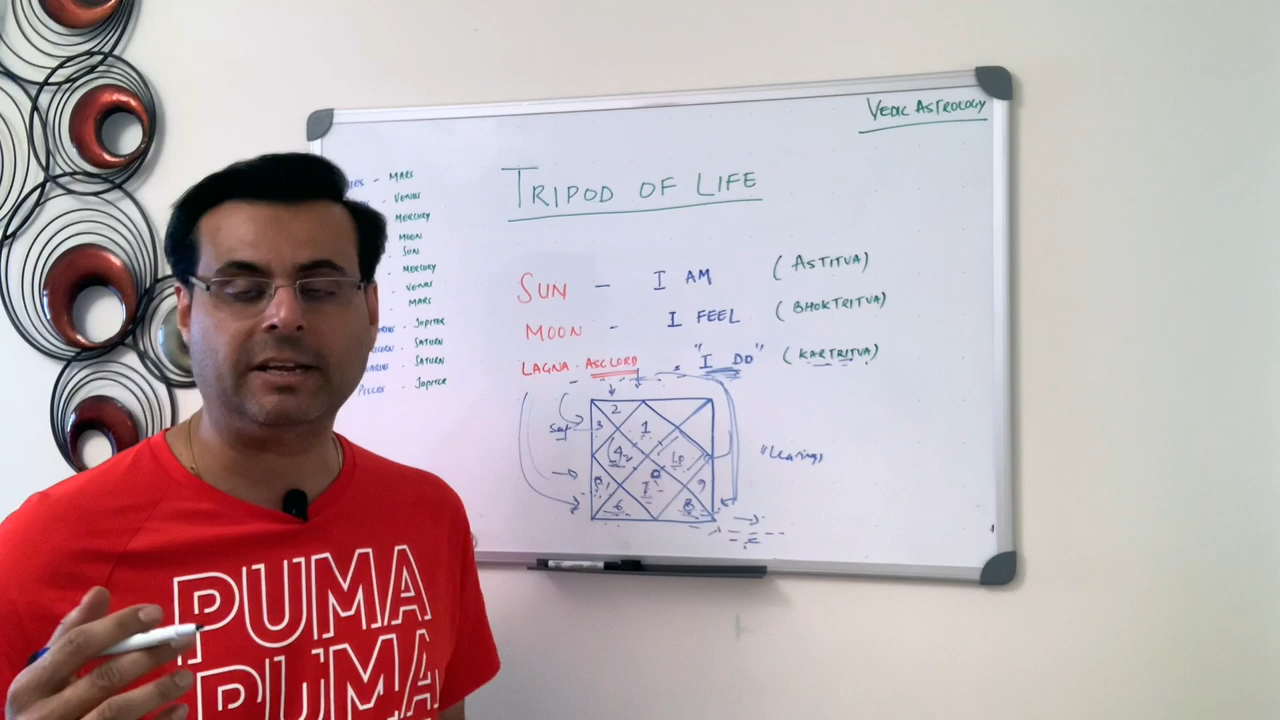 VEDIC ASTROLOGY
TRIPOD OF LIFE
IES - MARS
VENUS
MERCURY
MOON
SUN
- MERCURY
- VENUS
MARS
. JUPITER
. SATURN
. SATURN
PISCES . JUPITER
SUN - I AM (ASTITVA)
MOON - I FEEL (BHOKTRITVA)
LAGNA . ASC LORD = "I DO" (KARTRITVA)
2
3 1
4 10
7 9
6 8
PUMA
PUMA